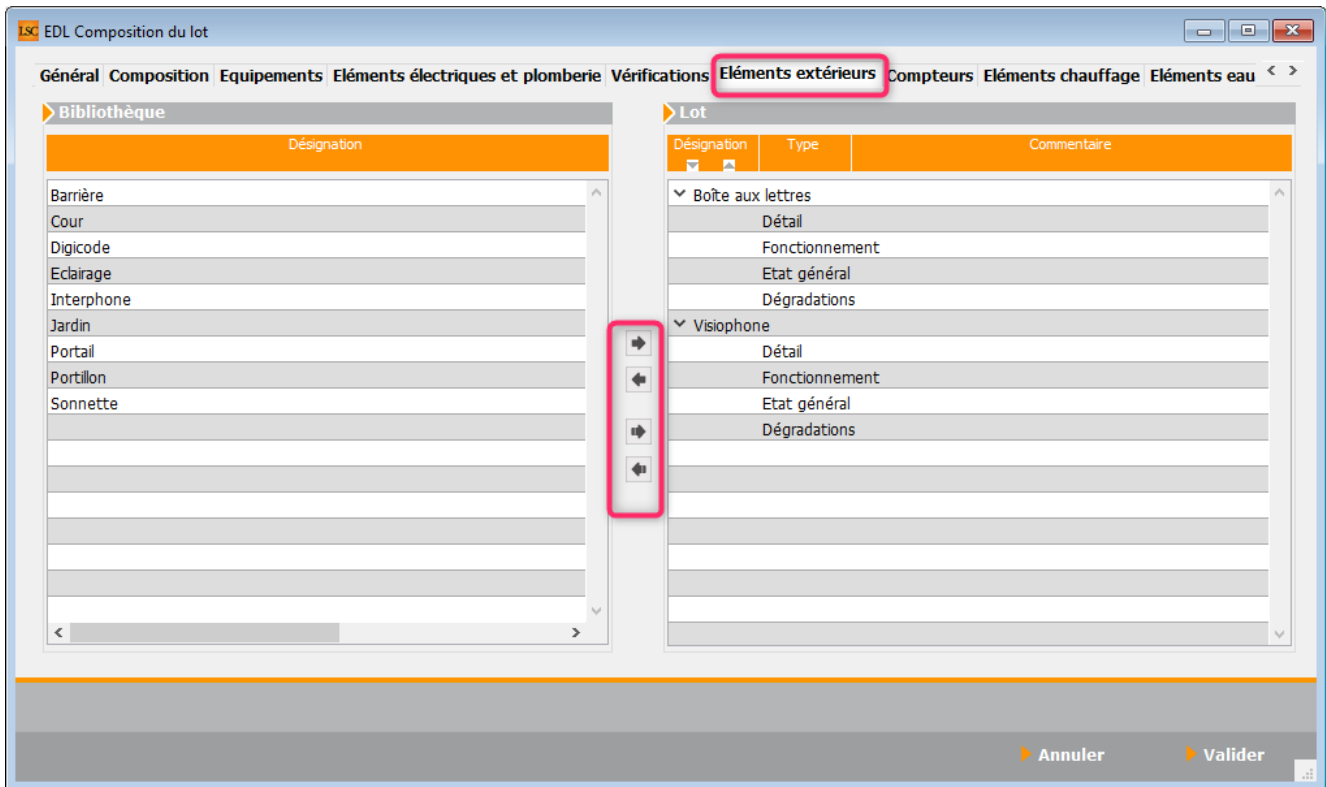 LSC EDL Composition du lot
Général Composition Equipements Eléments électriques et plomberie Vérifications Eléments extérieurs Compteurs Eléments chauffage Eléments eau
Bibliothèque
Désignation
Barrière
Cour
Digicode
Eclairage
Interphone
Jardin
Portail
Portillon
Sonnette
Lot
Désignation Type Commentaire
Boîte aux lettres
Détail
Fonctionnement
Etat général
Dégradations
Visiophone
Détail
Fonctionnement
Etat général
Dégradations
Annuler Valider